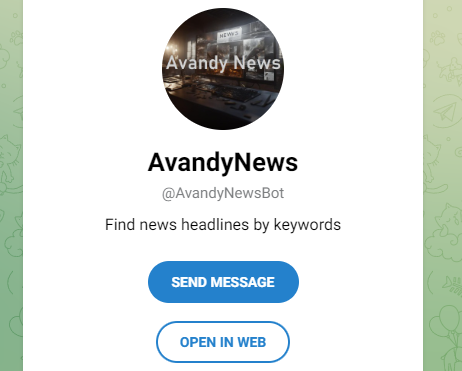 NEWS
Avandy News
AvandyNews
@AvandyNewsBot
Find news headlines by keywords
SEND MESSAGE
OPEN IN WEB